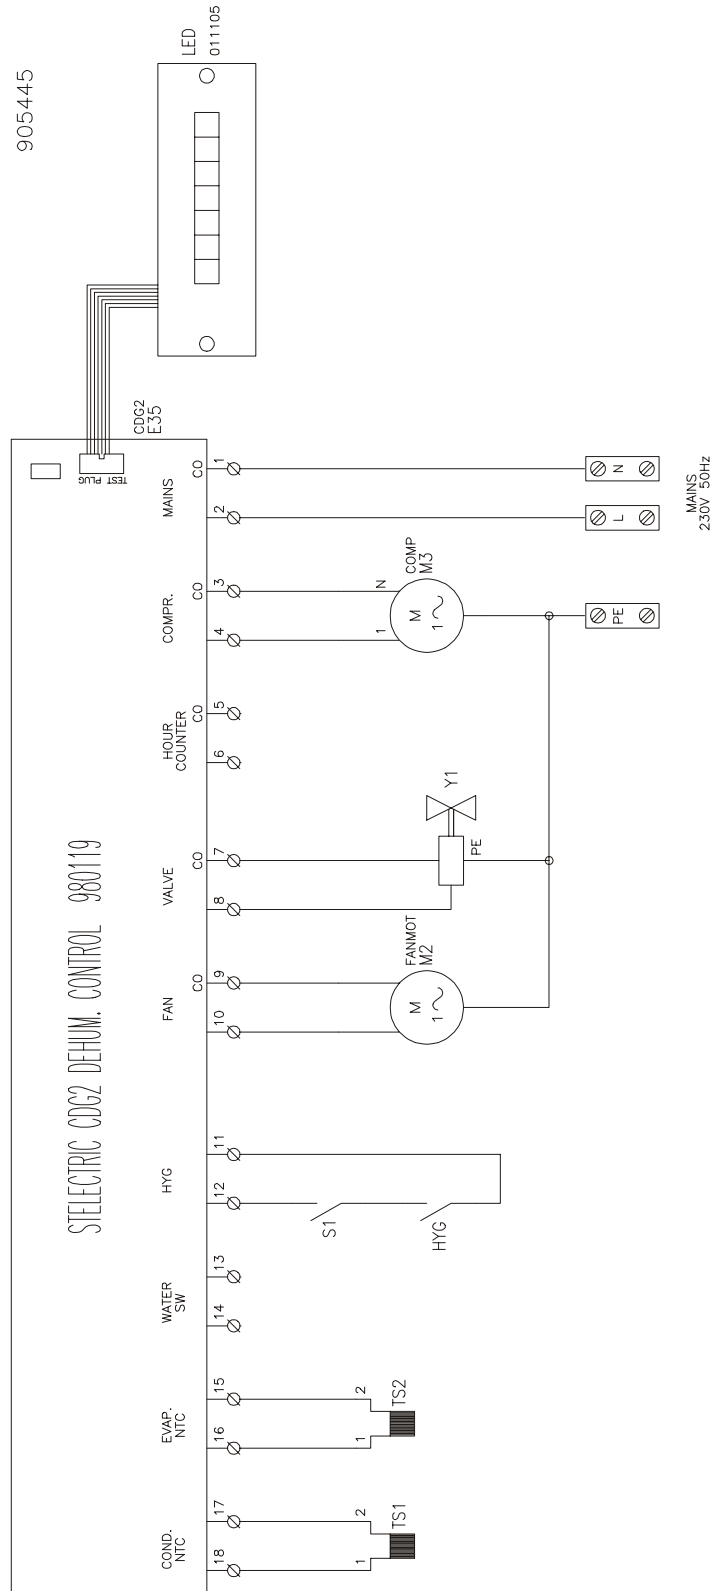 905445
LED
011105
CDG2
E35
TEST PLUG
STELECTRIC CDG2 DEHUM. CONTROL 980119
COND.
NTC
EVAP.
NTC
WATER
SW
HYG
FAN
VALVE
HOUR
COUNTER
COMPR.
MAINS
CO
CO
CO
CO
CO
18
17
16
15
14
13
12
11
10
9
8
7
6
5
4
3
2
1
1
2
TS1
1
2
TS2
S1
HYG
FANMOT
M2
M
1
Y1
PE
1
N
COMP
M3
M
1
PE
L
N
MAINS
230V 50Hz